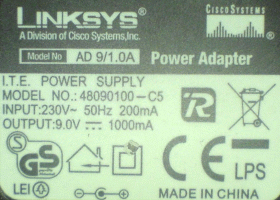 LINKSYS®
A Division of Cisco Systems, Inc.
CISCO SYSTEMS
Model No AD 9/1.0A Power Adapter
I.T.E. POWER SUPPLY
MODEL NO.:48090100-C5
INPUT:230V~ 50Hz 200mA
OUTPUT:9.0V 1000mA
S GS CE LPS
LEI
MADE IN CHINA